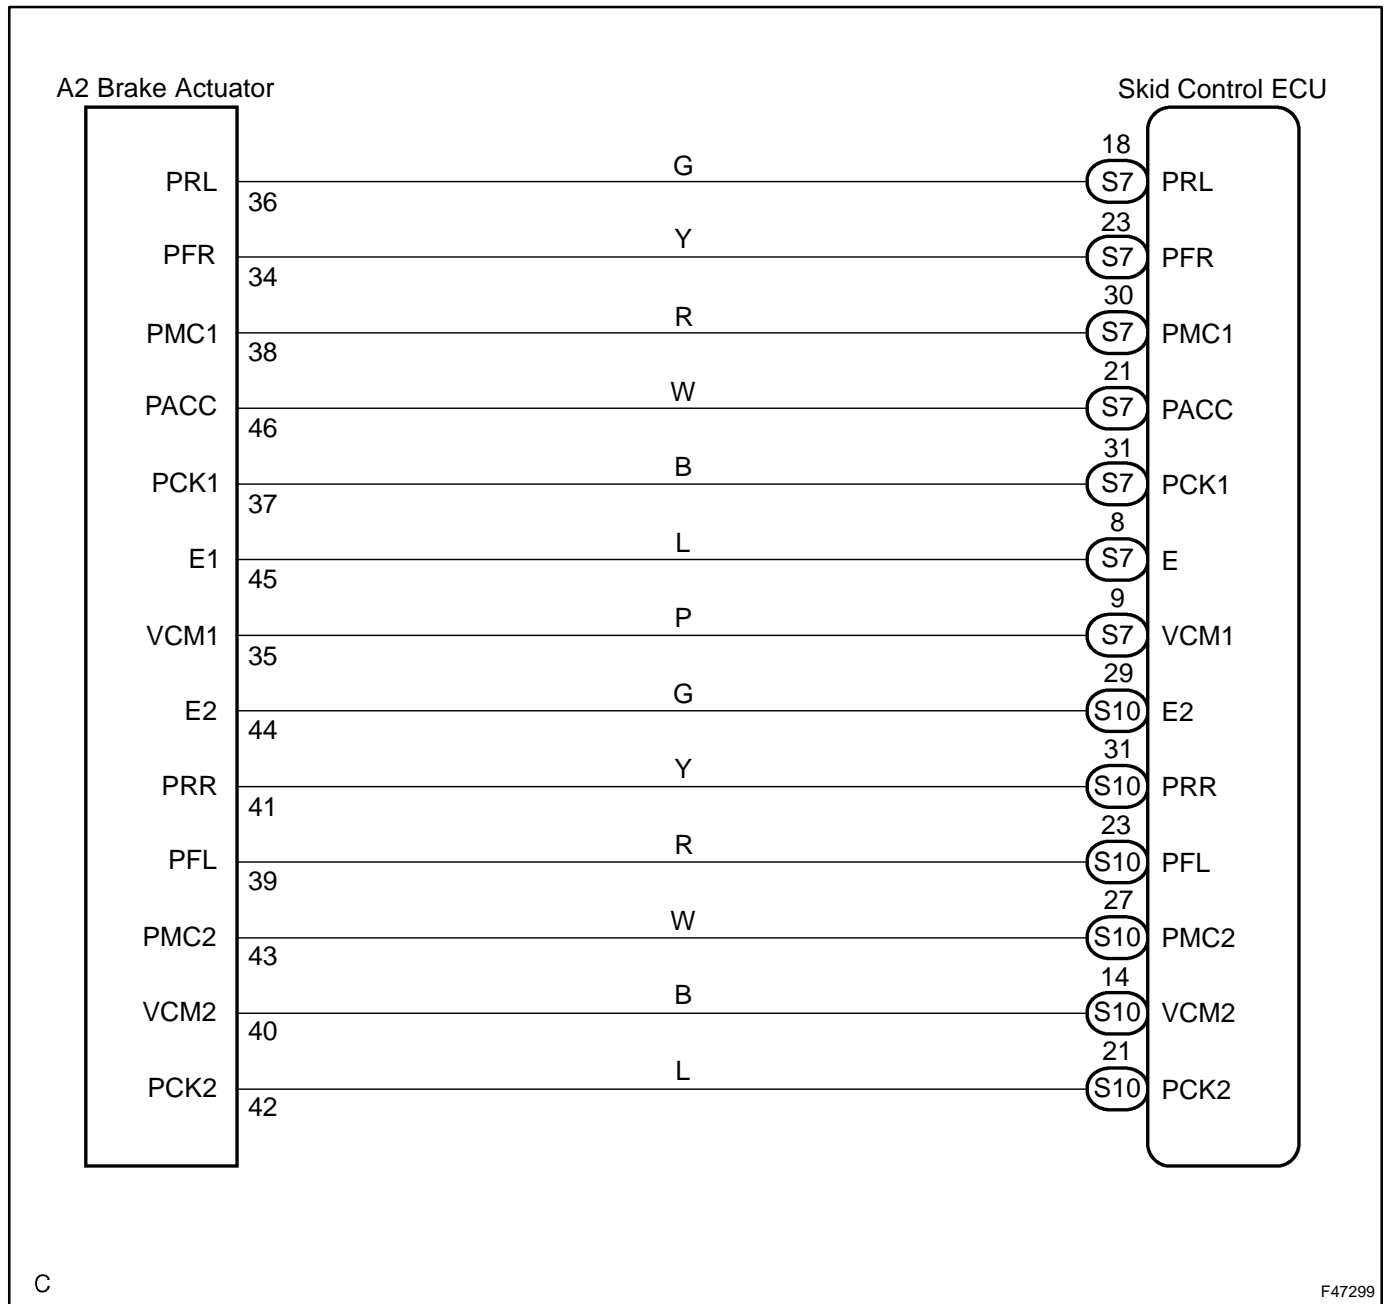 A2 Brake Actuator
Skid Control ECU
PRL 36 G 18 S7 PRL
PFR 34 Y 23 S7 PFR
PMC1 38 R 30 S7 PMC1
PACC 46 W 21 S7 PACC
PCK1 37 B 31 S7 PCK1
E1 45 L 8 S7 E
VCM1 35 P 9 S7 VCM1
E2 44 G 29 S10 E2
PRR 41 Y 31 S10 PRR
PFL 39 R 23 S10 PFL
PMC2 43 W 27 S10 PMC2
VCM2 40 B 14 S10 VCM2
PCK2 42 L 21 S10 PCK2
C
F47299